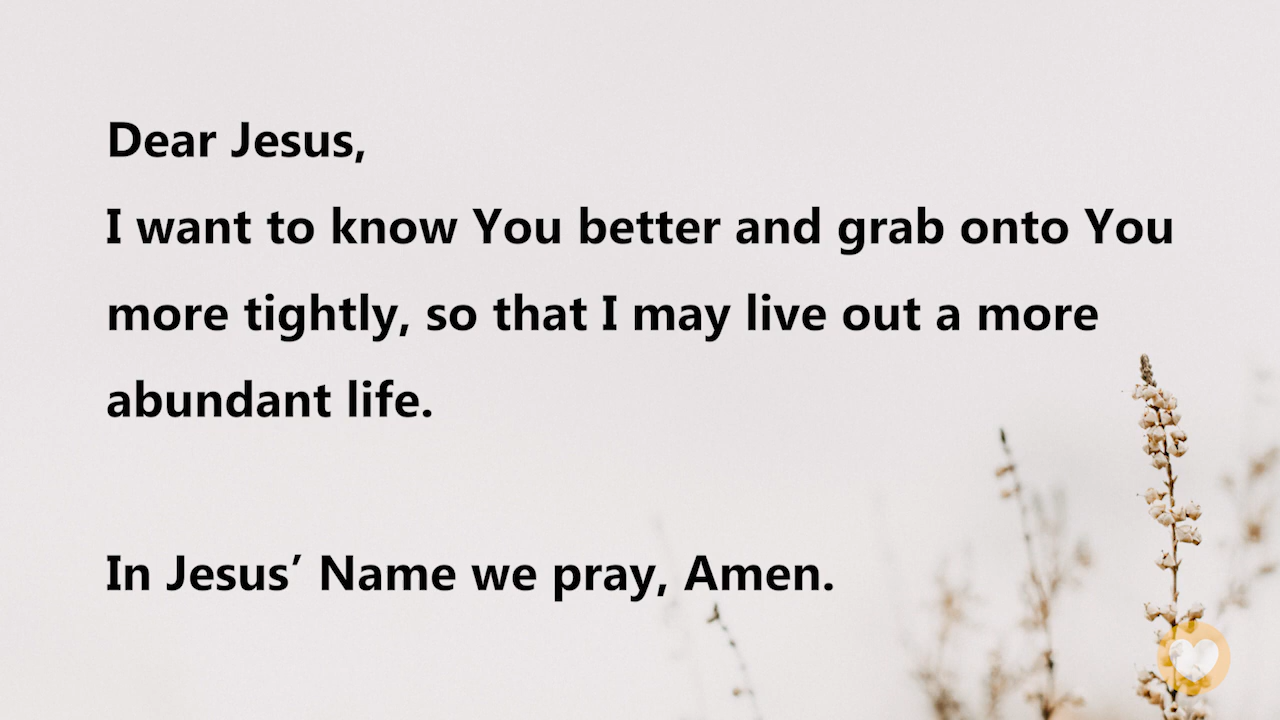 Dear Jesus,
I want to know You better and grab onto You
more tightly, so that I may live out a more
abundant life.
In Jesus’ Name we pray, Amen.